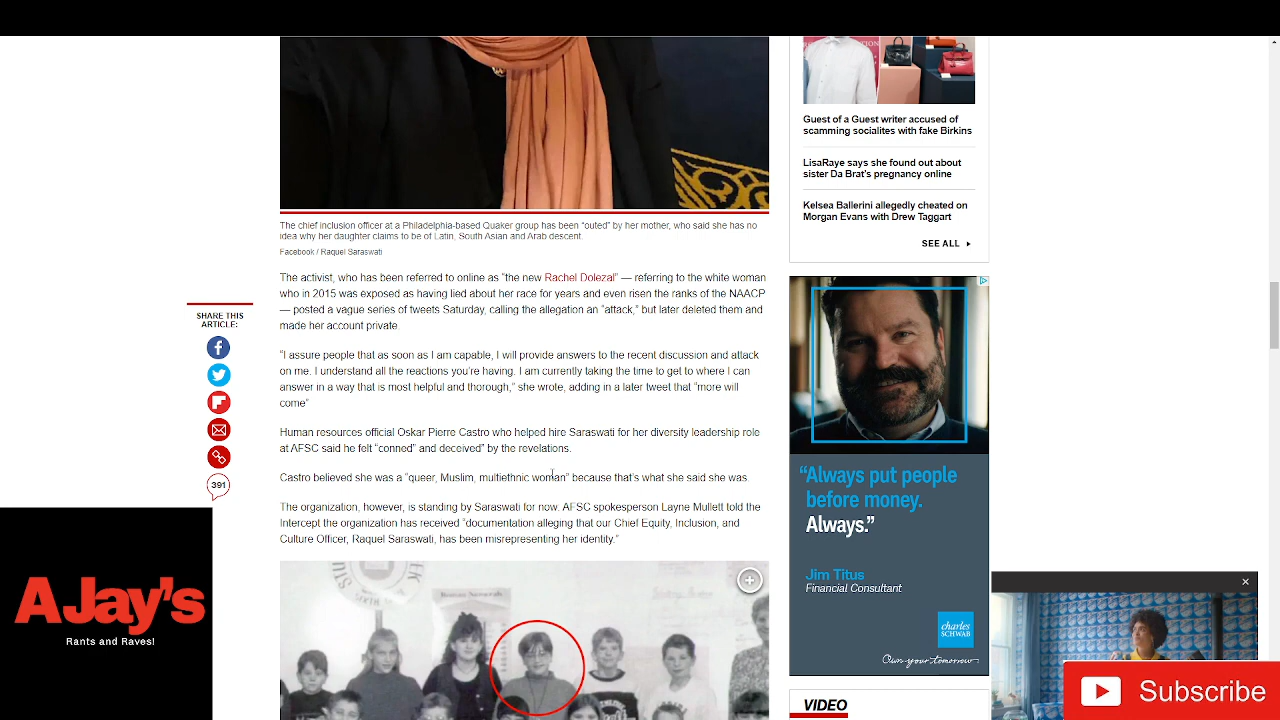 The chief inclusion officer at a Philadelphia-based Quaker group has been “outed” by her mother, who said she has no
idea why her daughter claims to be of Latin, South Asian and Arab descent.
Facebook / Raquel Saraswati
The activist, who has been referred to online as “the new Rachel Dolezal” — referring to the white woman
who in 2015 was exposed as having lied about her race for years and even risen the ranks of the NAACP
— posted a vague series of tweets Saturday, calling the allegation an “attack,” but later deleted them and
made her account private.
“I assure people that as soon as I am capable, I will provide answers to the recent discussion and attack
on me. I understand all the reactions you’re having. I am currently taking the time to get to where I can
answer in a way that is most helpful and thorough,” she wrote, adding in a later tweet that “more will
come”
Human resources official Oskar Pierre Castro who helped hire Saraswati for her diversity leadership role
at AFSC said he felt “conned” and deceived” by the revelations.
Castro believed she was a “queer, Muslim, multiethnic woman” because that’s what she said she was.
The organization, however, is standing by Saraswati for now. AFSC spokesperson Layne Mullett told the
Intercept the organization has received “documentation alleging that our Chief Equity, Inclusion, and
Culture Officer, Raquel Saraswati, has been misrepresenting her identity.”
SHARE THIS
ARTICLE:
391
AJay's
Rants and Raves!
Guest of a Guest writer accused of
scamming socialites with fake Birkins
LisaRaye says she found out about
sister Da Brat’s pregnancy online
Kelsea Ballerini allegedly cheated on
Morgan Evans with Drew Taggart
SEE ALL
“Always put people
before money.
Always.”
Jim Titus
Financial Consultant
charles
SCHWAB
Own your tomorrow
VIDEO
Subscribe